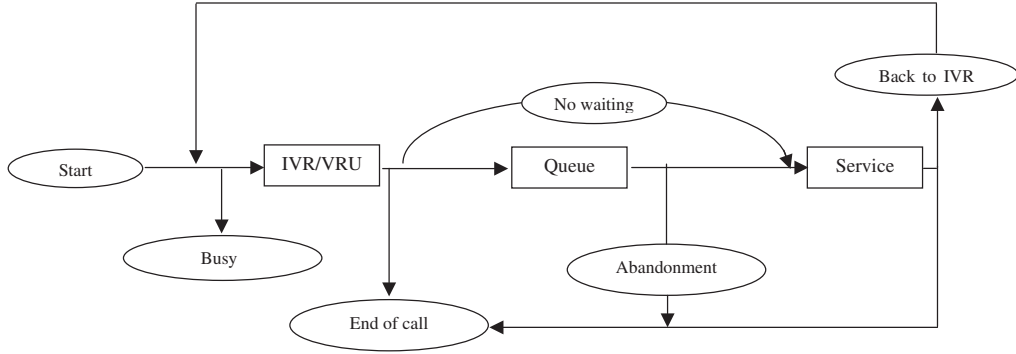 Back to IVR
No waiting
Start
IVR/VRU
Queue
Service
Busy
Abandonment
End of call